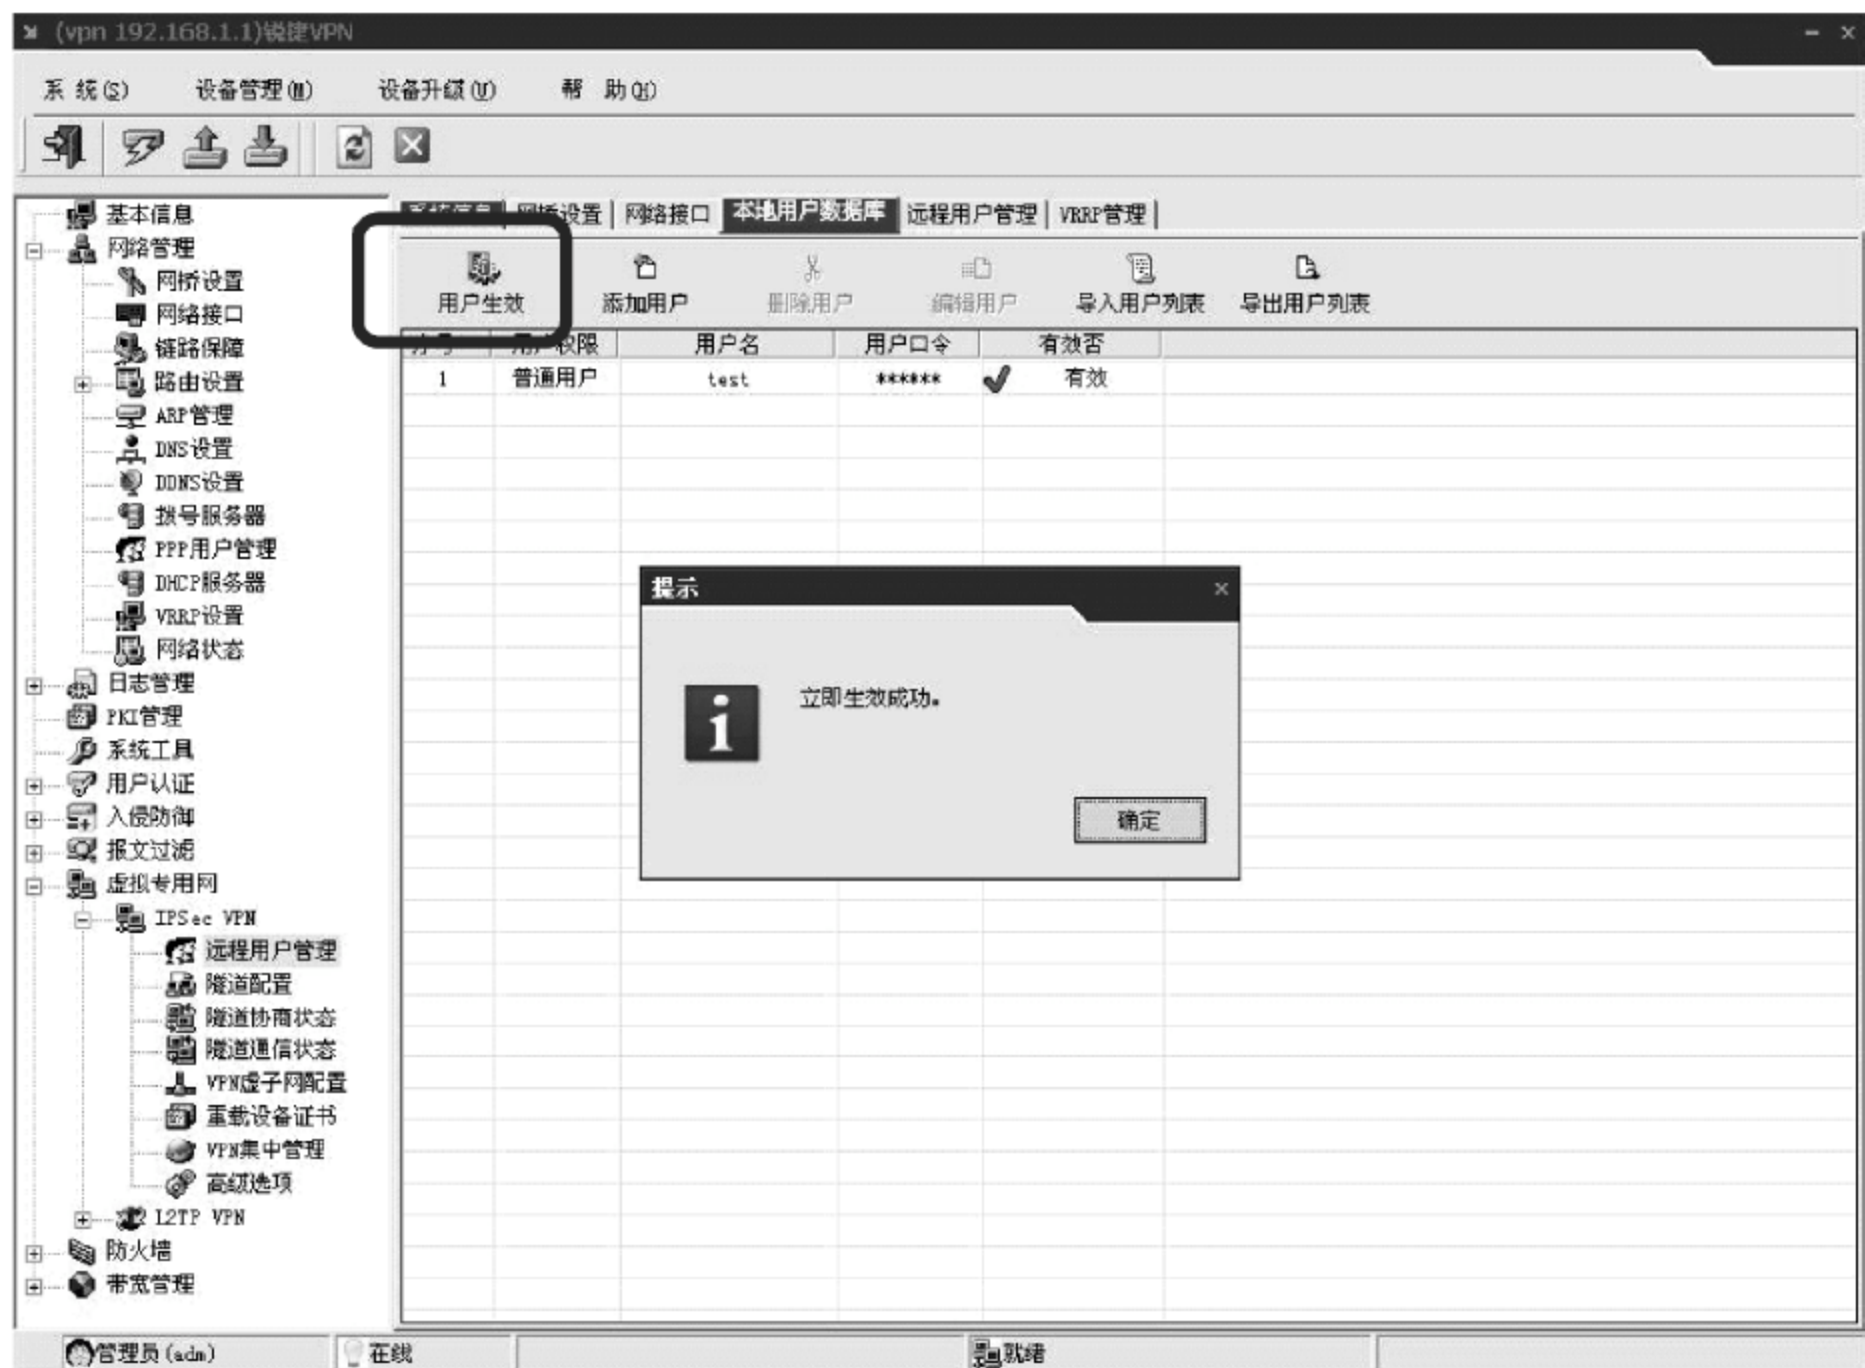 (vpn 192.168.1.1)锐捷VPN
系 统(S) 设备管理(M) 设备升级(U) 帮 助(H)
基本信息
网络管理
网桥设置
网络接口
链路保障
路由设置
ARP管理
DNS设置
DDNS设置
拨号服务器
PPP用户管理
DHCP服务器
VRRP设置
网络状态
日志管理
PKI管理
系统工具
用户认证
入侵防御
报文过滤
虚拟专用网
IPSec VPN
远程用户管理
隧道配置
隧道协商状态
隧道通信状态
VPN虚子网配置
重载设备证书
VPN集中管理
高级选项
L2TP VPN
防火墙
带宽管理
系统信息 网桥设置 网络接口 本地用户数据库 远程用户管理 VRRP管理
用户生效 添加用户 删除用户 编辑用户 导入用户列表 导出用户列表
序号 用户权限 用户名 用户口令 有效否
1 普通用户 test ****** 有效
提示
立即生效成功。
确定
管理员(adm) 在线 就绪